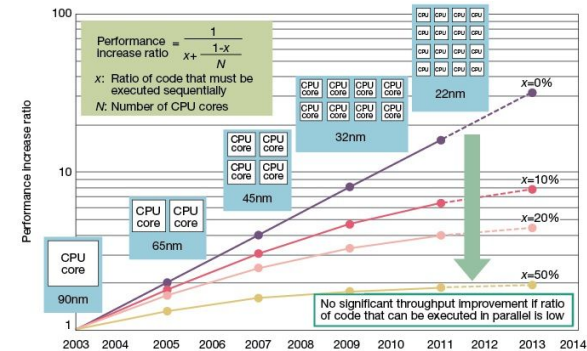 100
10
1
Performance increase ratio
Performance increase ratio = 1 / (x + (1-x) / N)
x: Ratio of code that must be
executed sequentially
N: Number of CPU cores
CPU
core
90nm
CPU CPU
core core
65nm
CPU CPU
core core
CPU CPU
core core
45nm
CPU CPU CPU CPU
core core core core
CPU CPU CPU CPU
core core core core
32nm
CPU CPU CPU CPU
CPU CPU CPU CPU
CPU CPU CPU CPU
CPU CPU CPU CPU
22nm
x=0%
x=10%
x=20%
x=50%
No significant throughput improvement if ratio
of code that can be executed in parallel is low
2003 2004 2005 2006 2007 2008 2009 2010 2011 2012 2013 2014